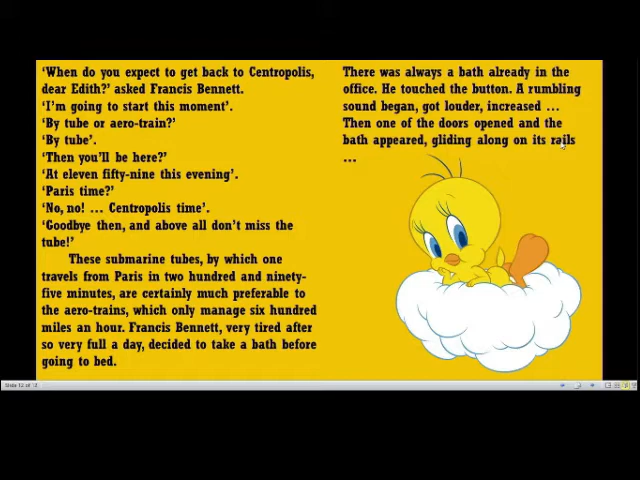 ‘When do you expect to get back to Centropolis,
dear Edith?’ asked Francis Bennett.
‘I’m going to start this moment’.
‘By tube or aero-train?’
‘By tube’.
‘Then you’ll be here?’
‘At eleven fifty-nine this evening’.
‘Paris time?’
‘No, no! ... Centropolis time’.
‘Goodbye then, and above all don’t miss the
tube!’
These submarine tubes, by which one
travels from Paris in two hundred and ninety-
five minutes, are certainly much preferable to
the aero-trains, which only manage six hundred
miles an hour. Francis Bennett, very tired after
so very full a day, decided to take a bath before
going to bed.
There was always a bath already in the
office. He touched the button. A rumbling
sound began, got louder, increased ...
Then one of the doors opened and the
bath appeared, gliding along on its rails
...
Slide 12 of 12